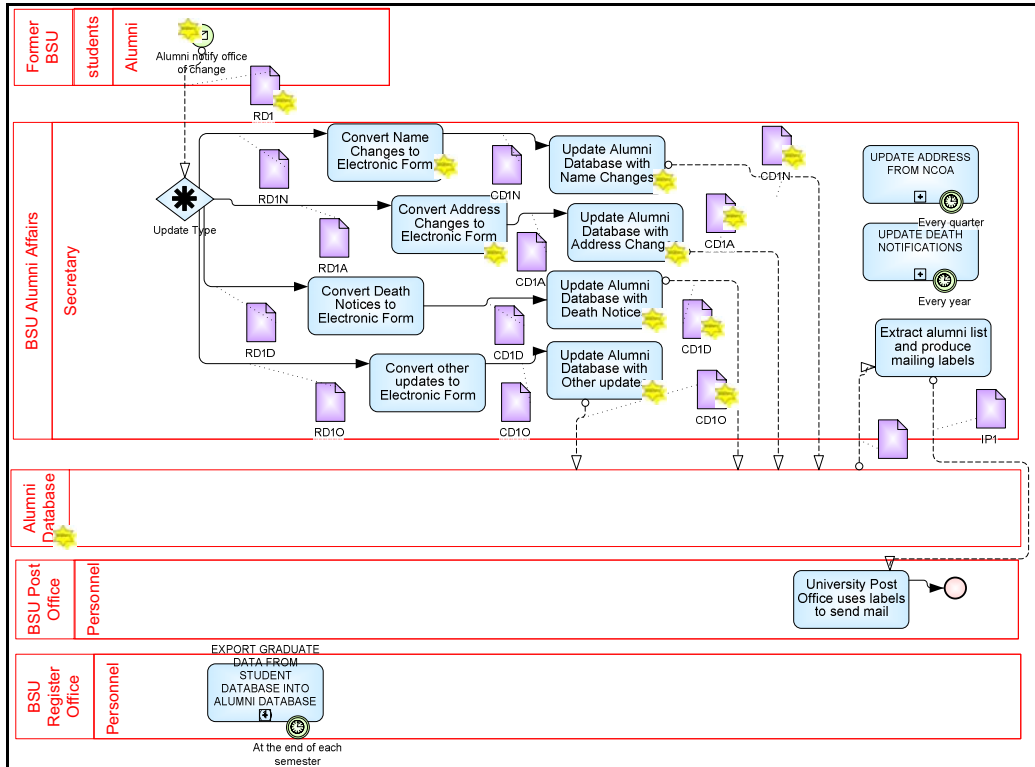 Former
BSU
students
Alumni
Alumni notify office
of change
RD1
BSU Alumni Affairs
Secretary
Update Type
RD1N
Convert Name
Changes to
Electronic Form
CD1N
Update Alumni
Database with
Name Changes
CD1N
RD1A
Convert Address
Changes to
Electronic Form
CD1A
Update Alumni
Database with
Address Chang
CD1A
RD1D
Convert Death
Notices to
Electronic Form
CD1D
Update Alumni
Database with
Death Notice
CD1D
RD1O
Convert other
updates to
Electronic Form
CD1O
Update Alumni
Database with
Other update
CD1O
UPDATE ADDRESS
FROM NCOA
Every quarter
UPDATE DEATH
NOTIFICATIONS
Every year
Extract alumni list
and produce
mailing labels
IP1
Alumni
Database
BSU Post
Office
Personnel
University Post
Office uses labels
to send mail
BSU
Register
Office
Personnel
EXPORT GRADUATE
DATA FROM
STUDENT
DATABASE INTO
ALUMNI DATABASE
At the end of each
semester